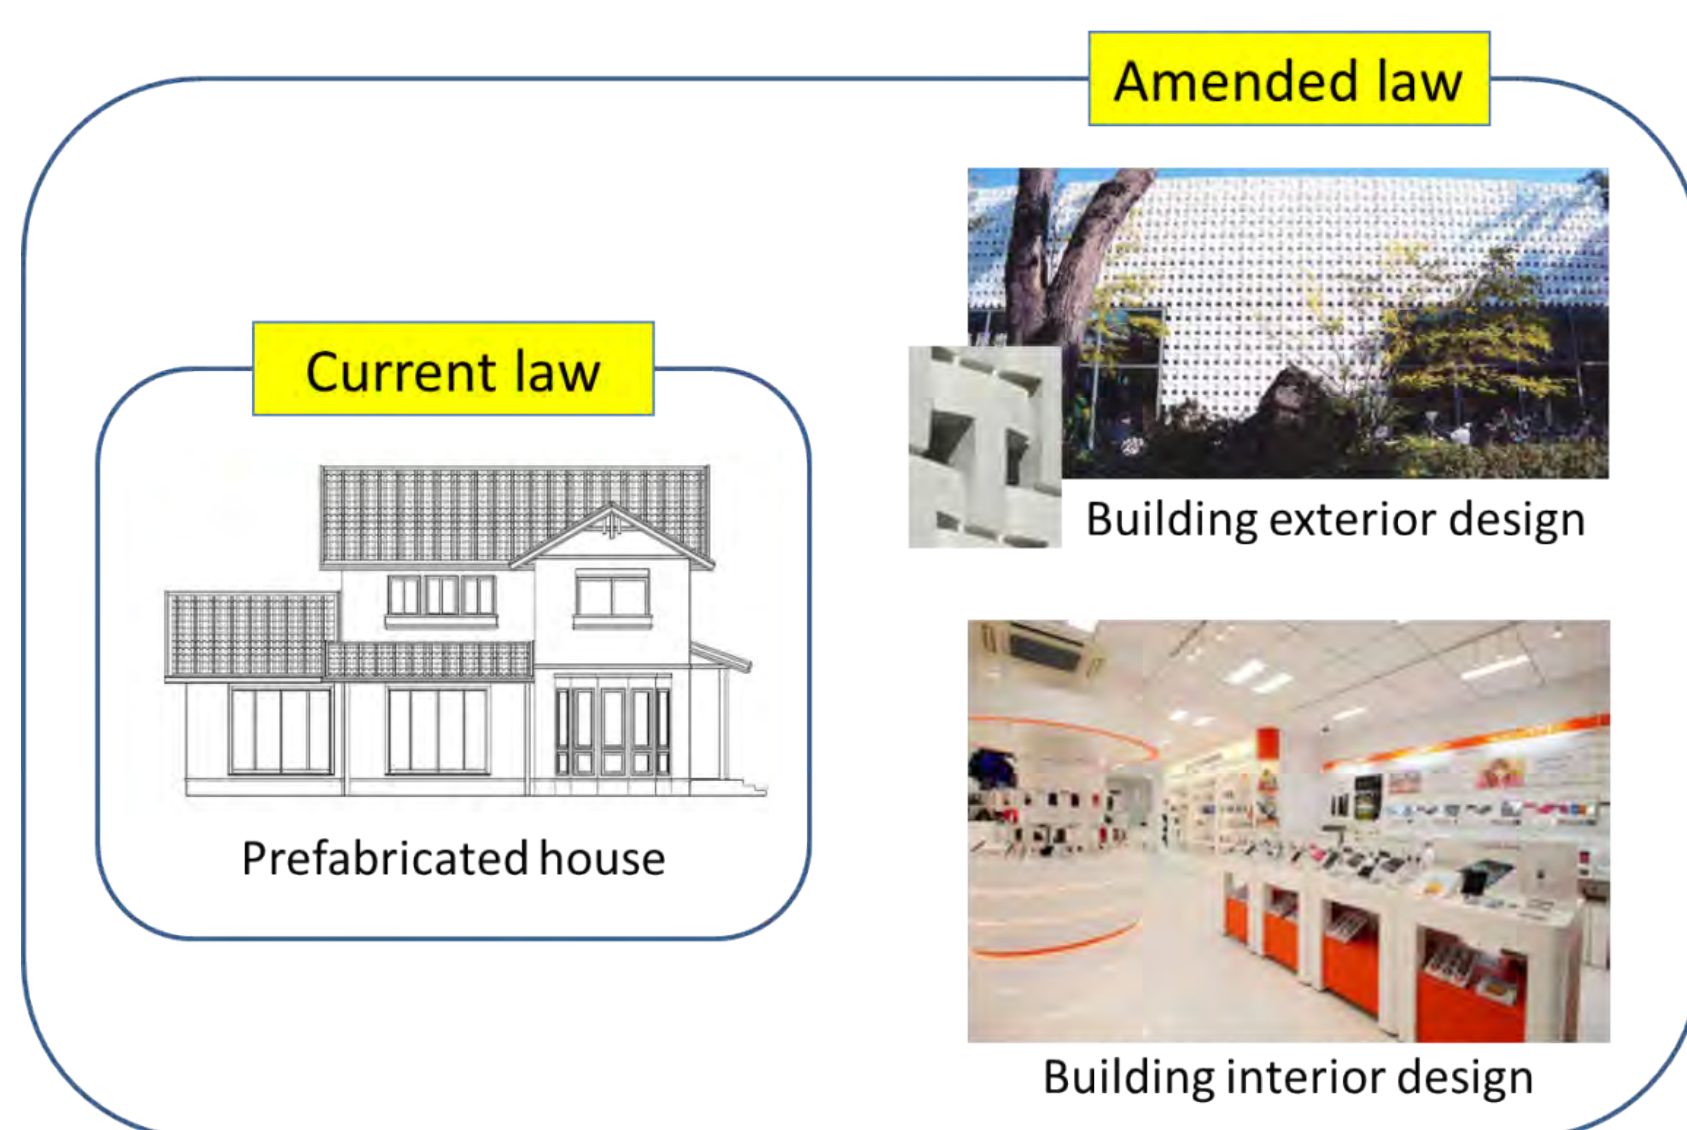 Amended law
Current law
Building exterior design
Prefabricated house
Building interior design